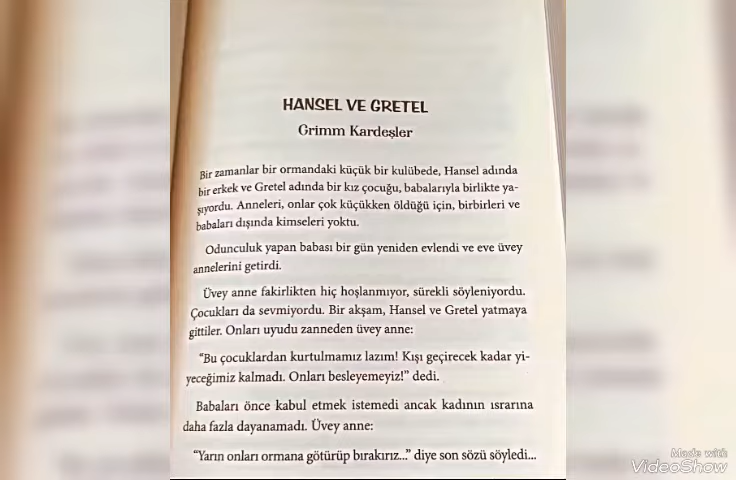 HANSEL VE GRETEL
Grimm Kardeşler
Bir zamanlar bir ormandaki küçük bir kulübede, Hansel adında
bir erkek ve Gretel adında bir kız çocuğu, babalarıyla birlikte ya-
şıyordu. Anneleri, onlar çok küçükken öldüğü için, birbirleri ve
babaları dışında kimseleri yoktu.
Odunculuk yapan babası bir gün yeniden evlendi ve eve üvey
annelerini getirdi.
Üvey anne fakirlikten hiç hoşlanmıyor, sürekli söyleniyordu.
Çocukları da sevmiyordu. Bir akşam, Hansel ve Gretel yatmaya
gittiler. Onları uyudu zanneden üvey anne:
“Bu çocuklardan kurtulmamız lazım! Kışı geçirecek kadar yi-
yeceğimiz kalmadı. Onları besleyemeyiz!” dedi.
Babaları önce kabul etmek istemedi ancak kadının ısrarına
daha fazla dayanamadı. Üvey anne:
“Yarın onları ormana götürüp bırakırız...” diye son sözü söyledi...
Made with
VideoShow